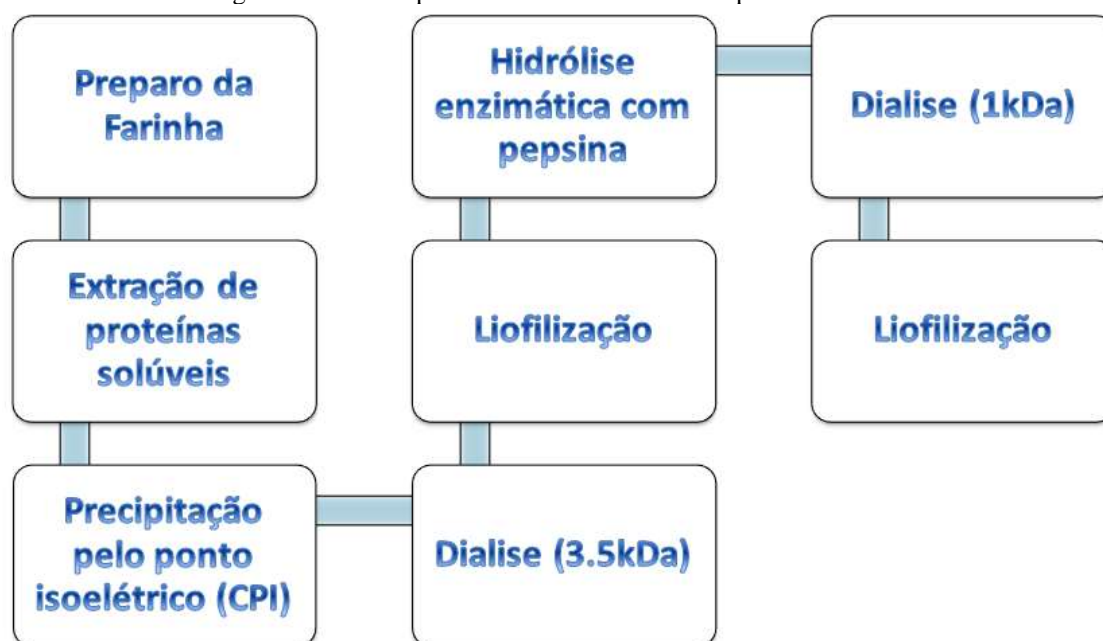 Preparo da
Farinha
Extração de
proteínas
solúveis
Precipitação
pelo ponto
isoelétrico (CPI)
Dialise (3.5kDa)
Liofilização
Hidrólise
enzimática com
pepsina
Dialise (1kDa)
Liofilização